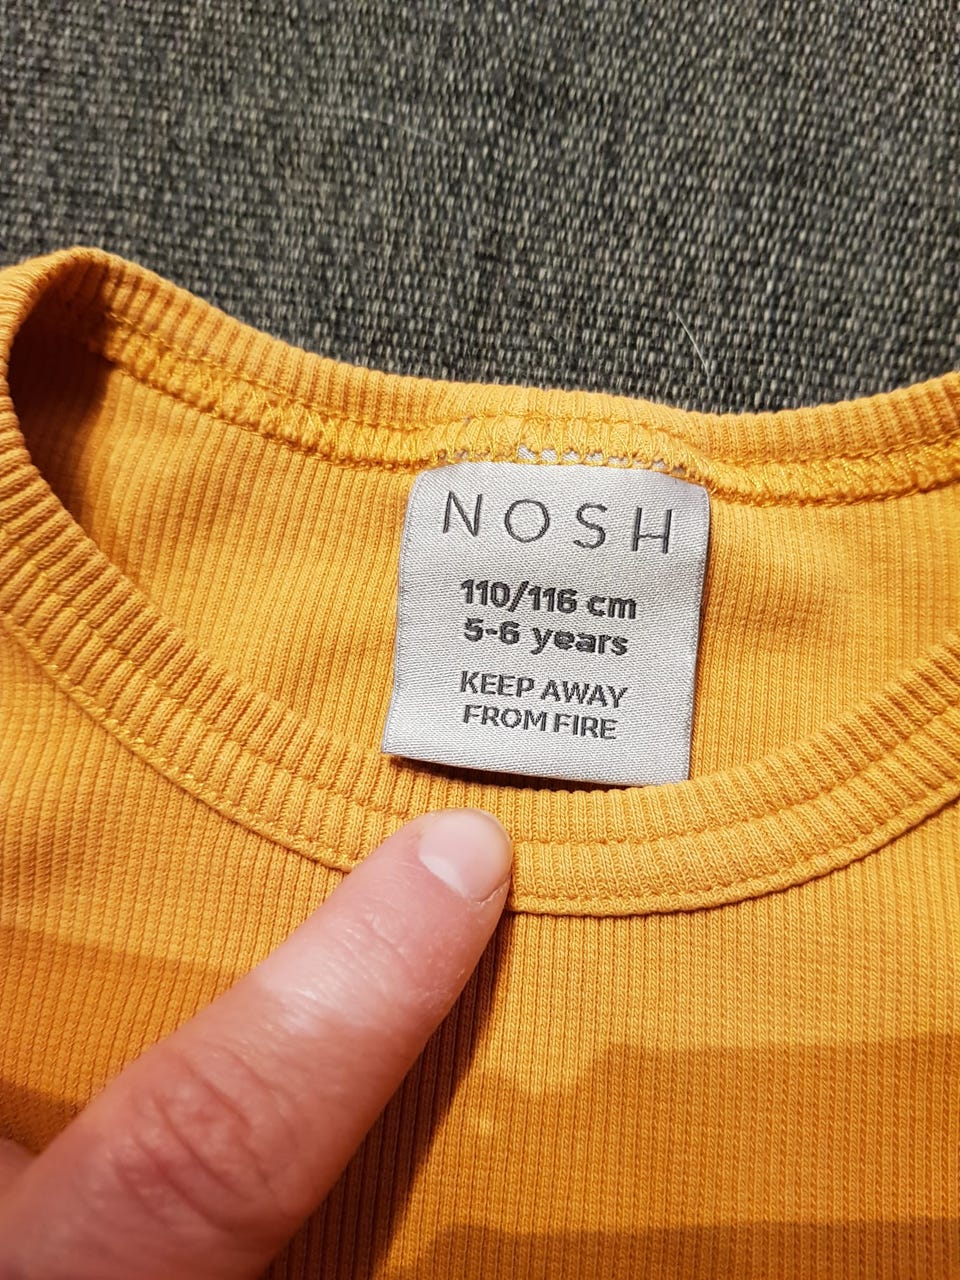 NOSH
110/116 cm
5-6 years
KEEP AWAY
FROM FIRE